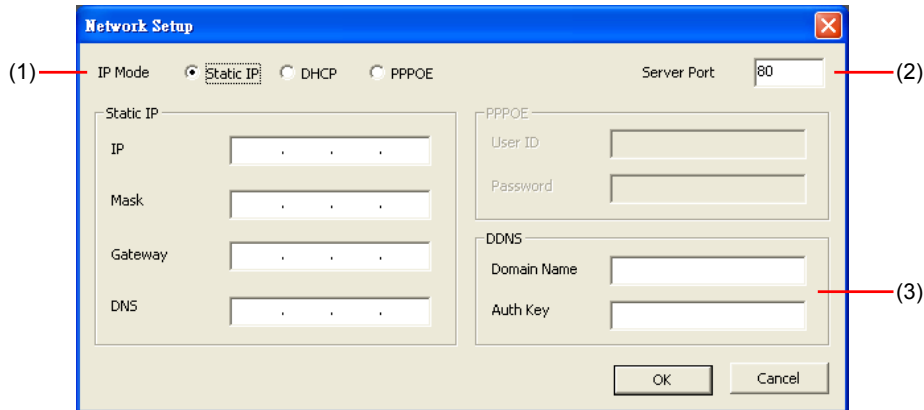 Network Setup
(1) IP Mode Static IP DHCP PPPOE Server Port 80 (2)
Static IP
IP . . .
Mask . . .
Gateway . . .
DNS . . .
PPPOE
User ID
Password
DDNS
Domain Name
Auth Key
(3)
OK Cancel